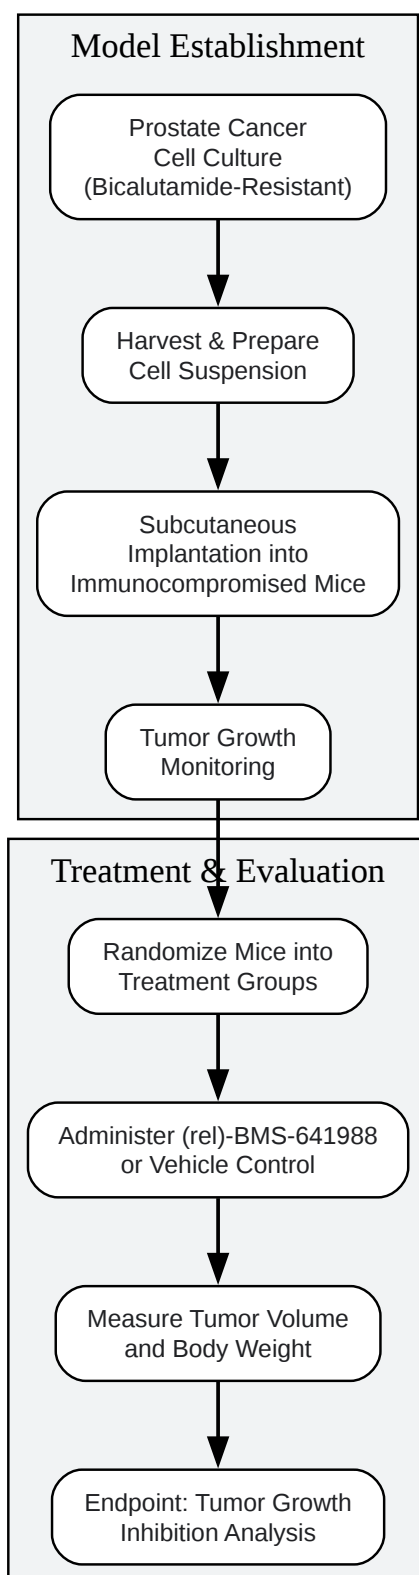 Model Establishment
Prostate Cancer
Cell Culture
(Bicalutamide-Resistant)
Harvest & Prepare
Cell Suspension
Subcutaneous
Implantation into
Immunocompromised Mice
Tumor Growth
Monitoring
Treatment & Evaluation
Randomize Mice into
Treatment Groups
Administer (rel)-BMS-641988
or Vehicle Control
Measure Tumor Volume
and Body Weight
Endpoint: Tumor Growth
Inhibition Analysis